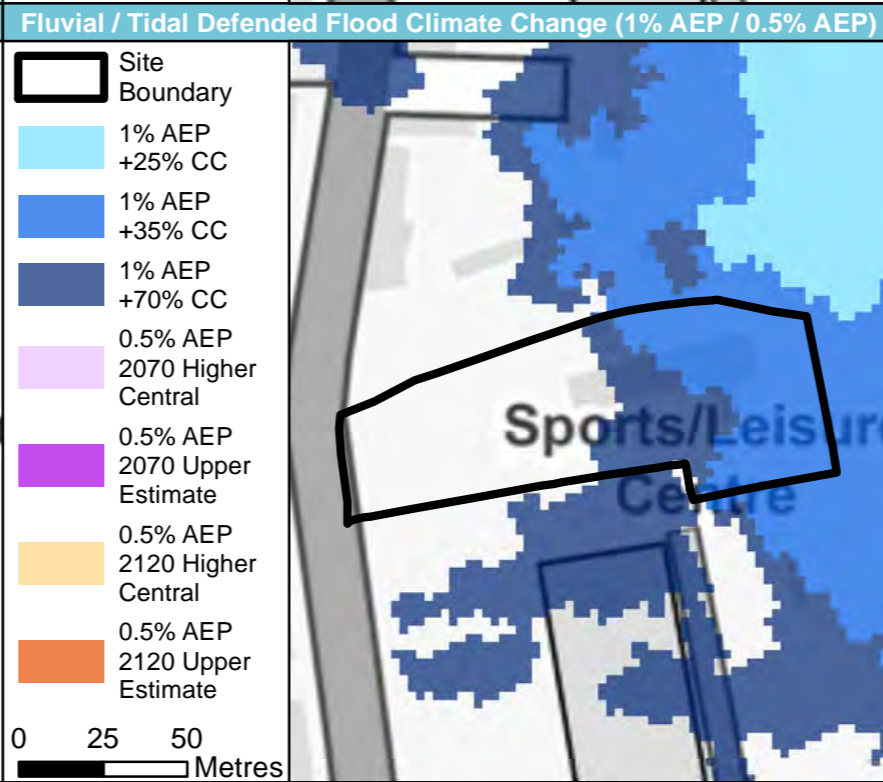 Fluvial / Tidal Defended Flood Climate Change (1% AEP / 0.5% AEP)
Site
Boundary
1% AEP
+25% CC
1% AEP
+35% CC
1% AEP
+70% CC
0.5% AEP
2070 Higher
Central
0.5% AEP
2070 Upper
Estimate
0.5% AEP
2120 Higher
Central
0.5% AEP
2120 Upper
Estimate
0 25 50
Metres
Sports/Leisure
Centre